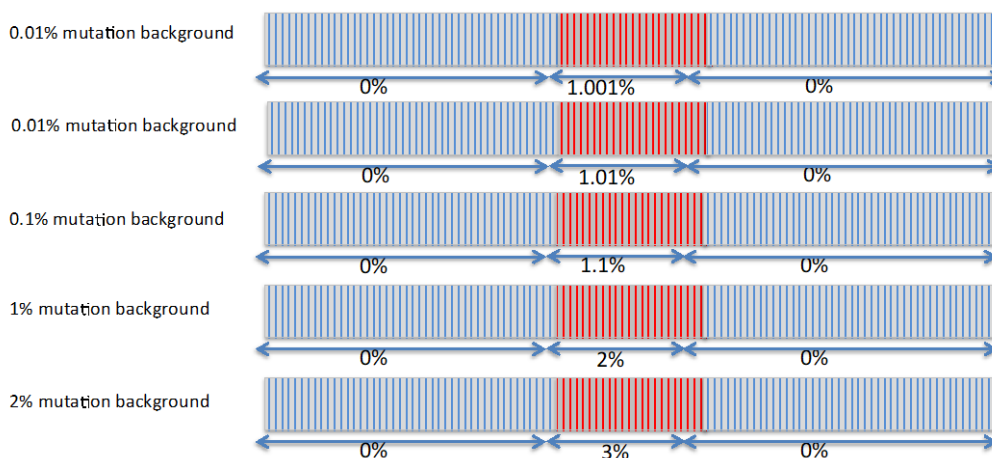 0.01% mutation background
0% 1.001% 0%
0.01% mutation background
0% 1.01% 0%
0.1% mutation background
0% 1.1% 0%
1% mutation background
0% 2% 0%
2% mutation background
0% 3% 0%